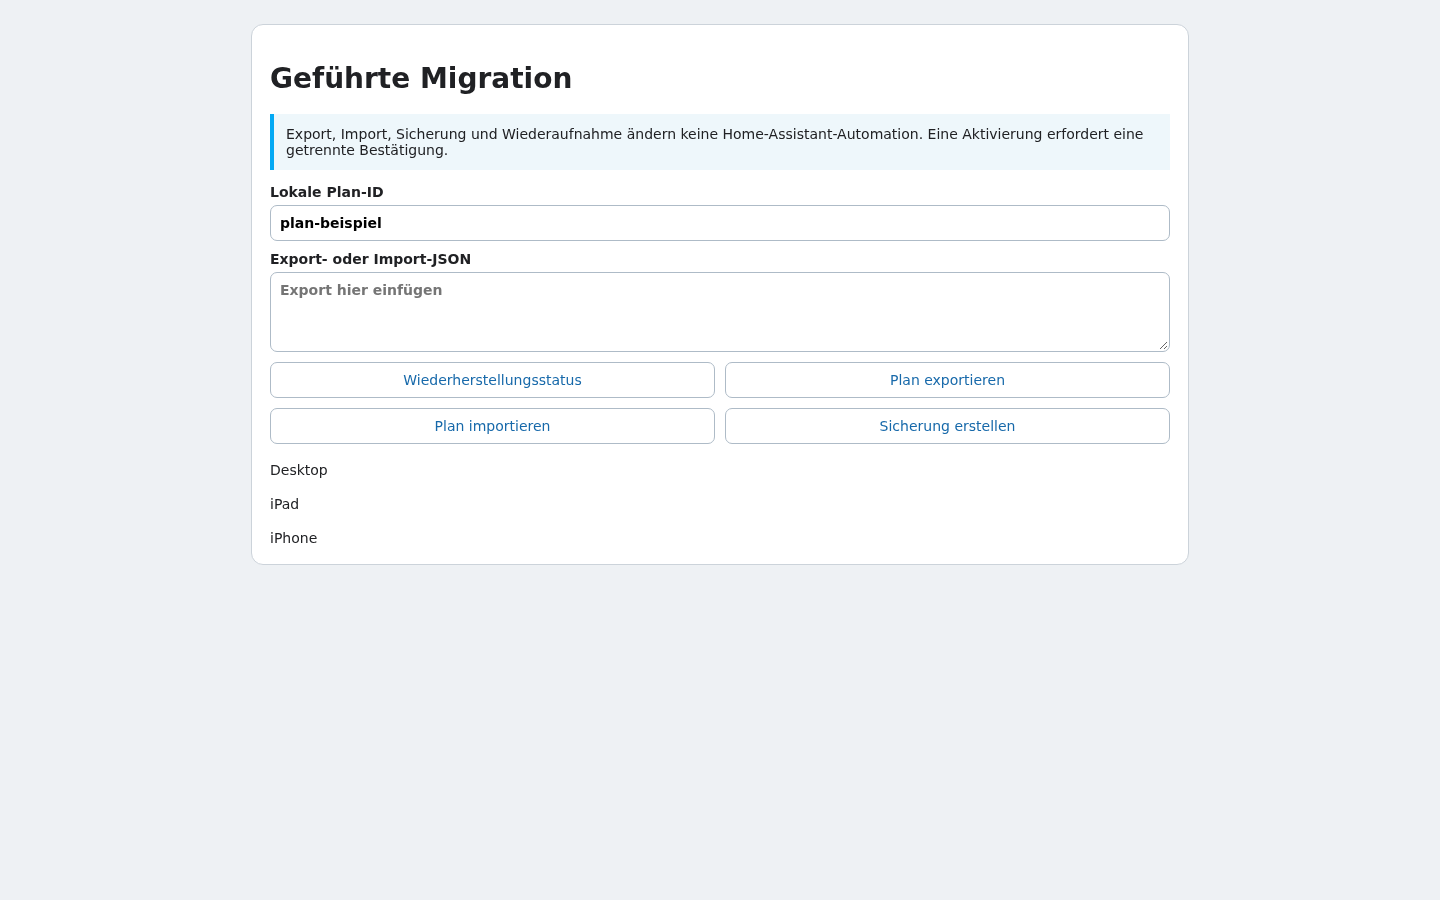 Geführte Migration
Export, Import, Sicherung und Wiederaufnahme ändern keine Home-Assistant-Automation. Eine Aktivierung erfordert eine
getrennte Bestätigung.
Lokale Plan-ID
plan-beispiel
Export- oder Import-JSON
Export hier einfügen
Wiederherstellungsstatus
Plan exportieren
Plan importieren
Sicherung erstellen
Desktop
iPad
iPhone